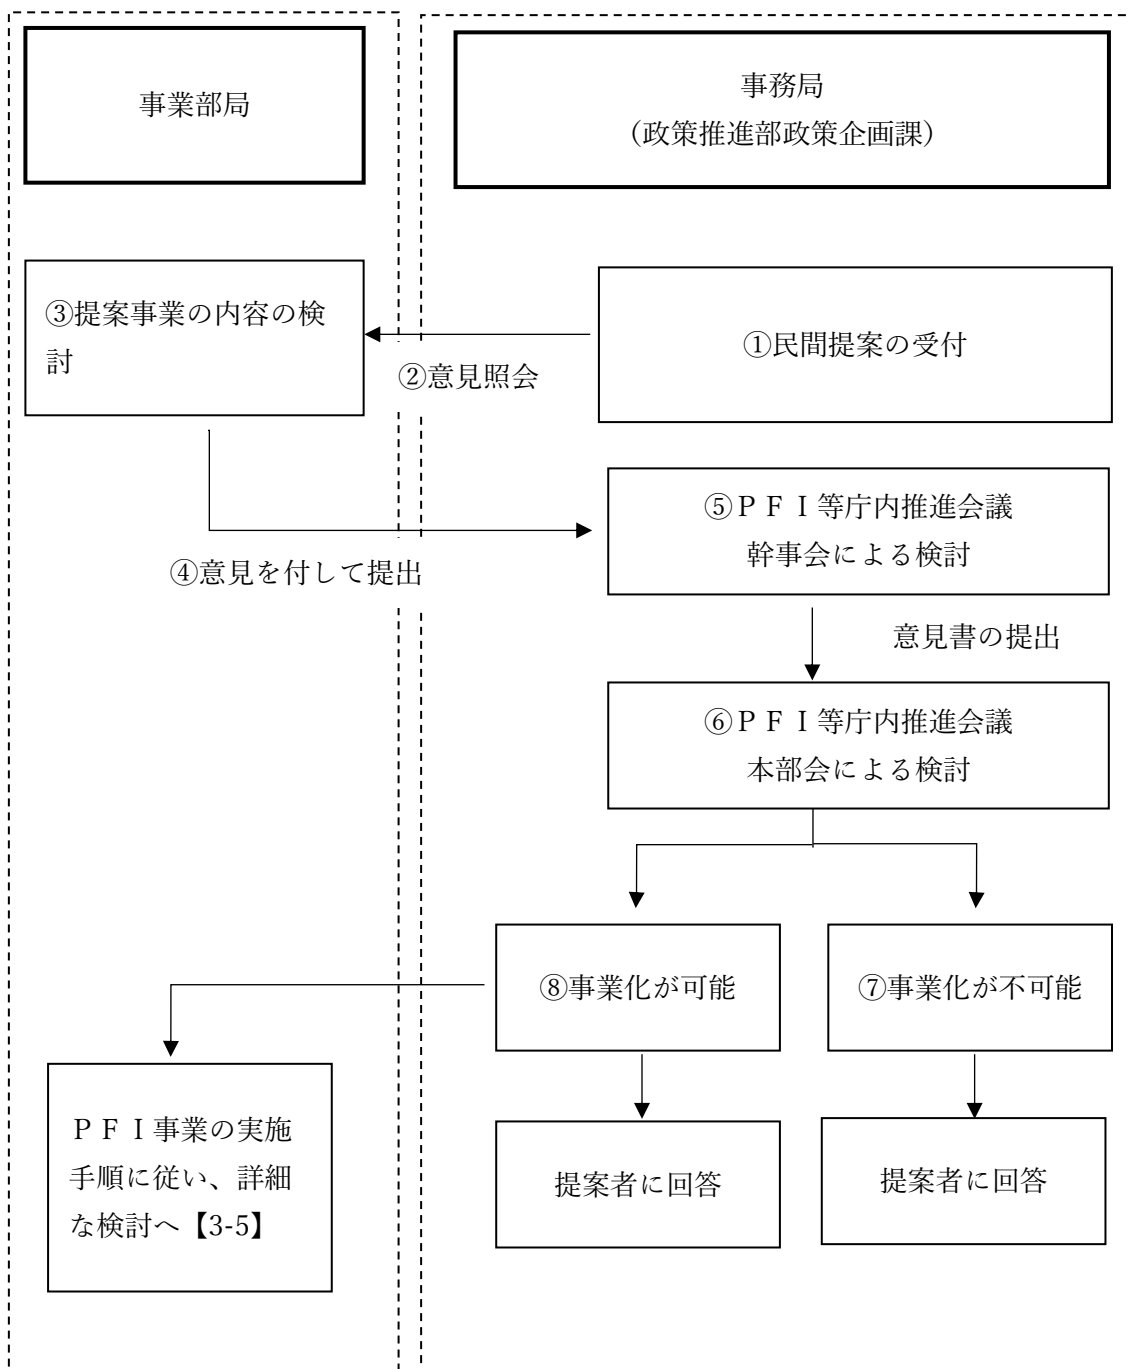 事業部局
事務局
（政策推進部政策企画課）
③提案事業の内容の検
討
①民間提案の受付
②意見照会
⑤ＰＦＩ等庁内推進会議
幹事会による検討
④意見を付して提出
意見書の提出
⑥ＰＦＩ等庁内推進会議
本部会による検討
⑧事業化が可能
⑦事業化が不可能
ＰＦＩ事業の実施
手順に従い、詳細
な検討へ【3-5】
提案者に回答
提案者に回答